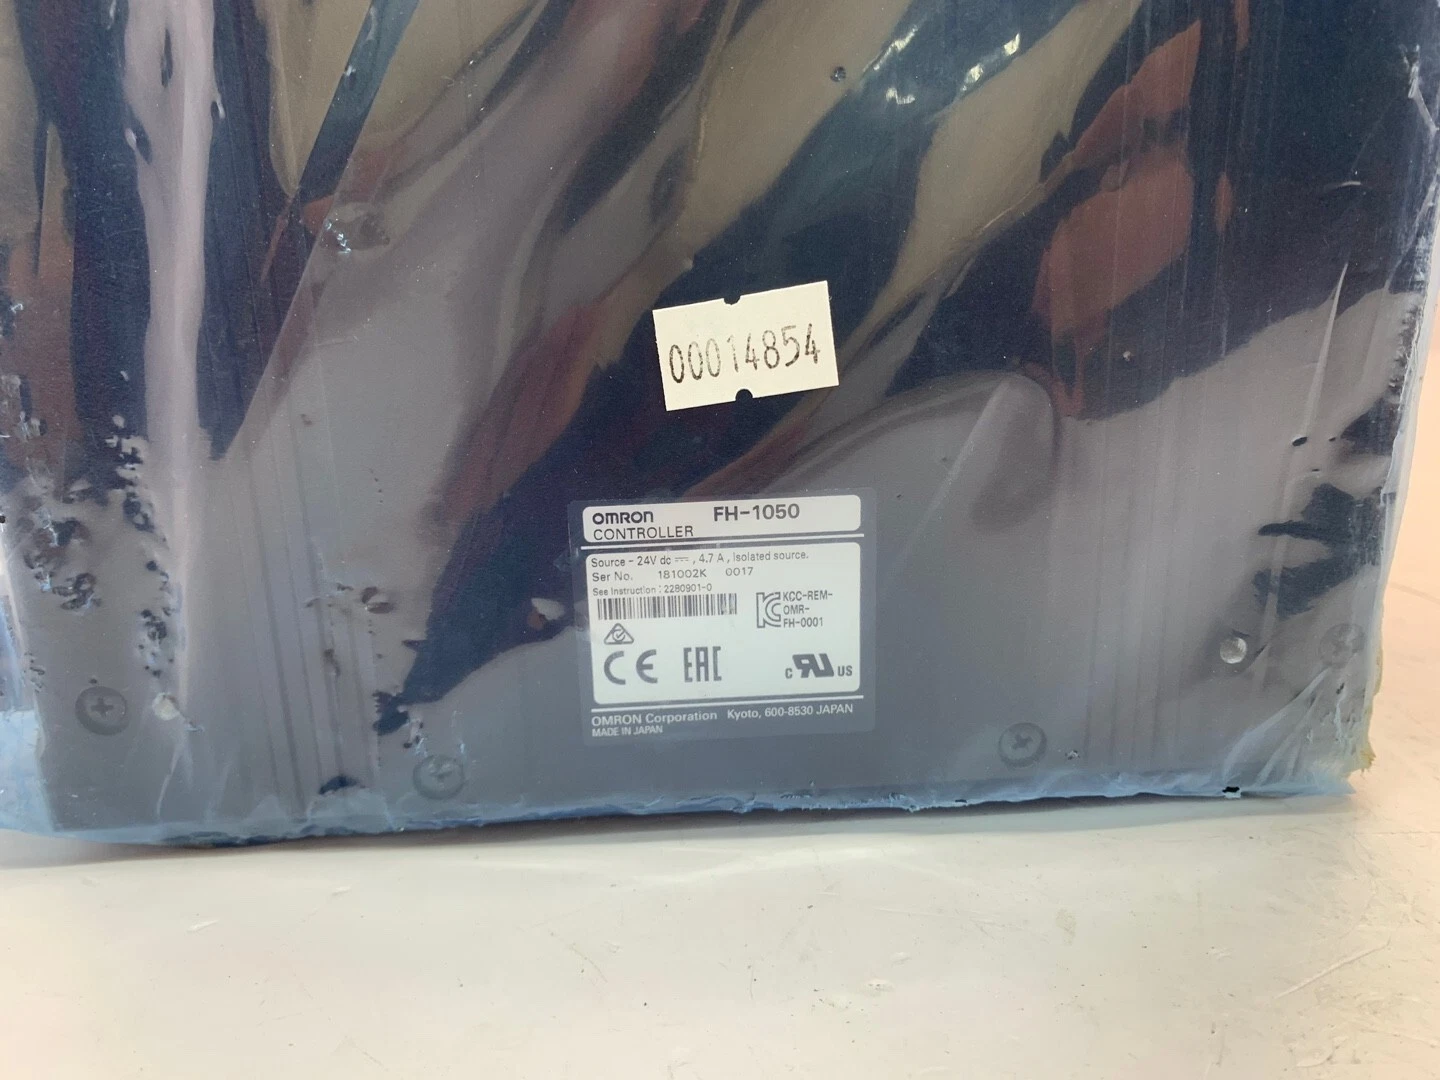 00014854
OMRON FH-1050
CONTROLLER
Source - 24V dc ⎓, 4.7 A, Isolated source.
Ser No. 181002K 0017
See Instruction : 2280901-0
KCC-REM-
OMR-
FH-0001
CE EAC c RU US
OMRON Corporation Kyoto, 600-8530 JAPAN
MADE IN JAPAN